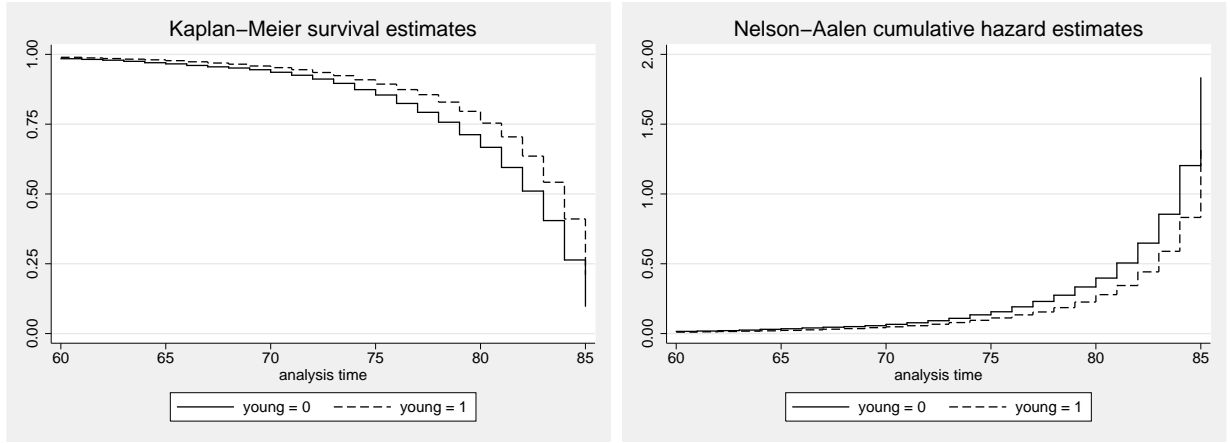 Kaplan−Meier survival estimates
1.00
0.75
0.50
0.25
0.00
60 65 70 75 80 85
analysis time
young = 0 young = 1
Nelson−Aalen cumulative hazard estimates
2.00
1.50
1.00
0.50
0.00
60 65 70 75 80 85
analysis time
young = 0 young = 1